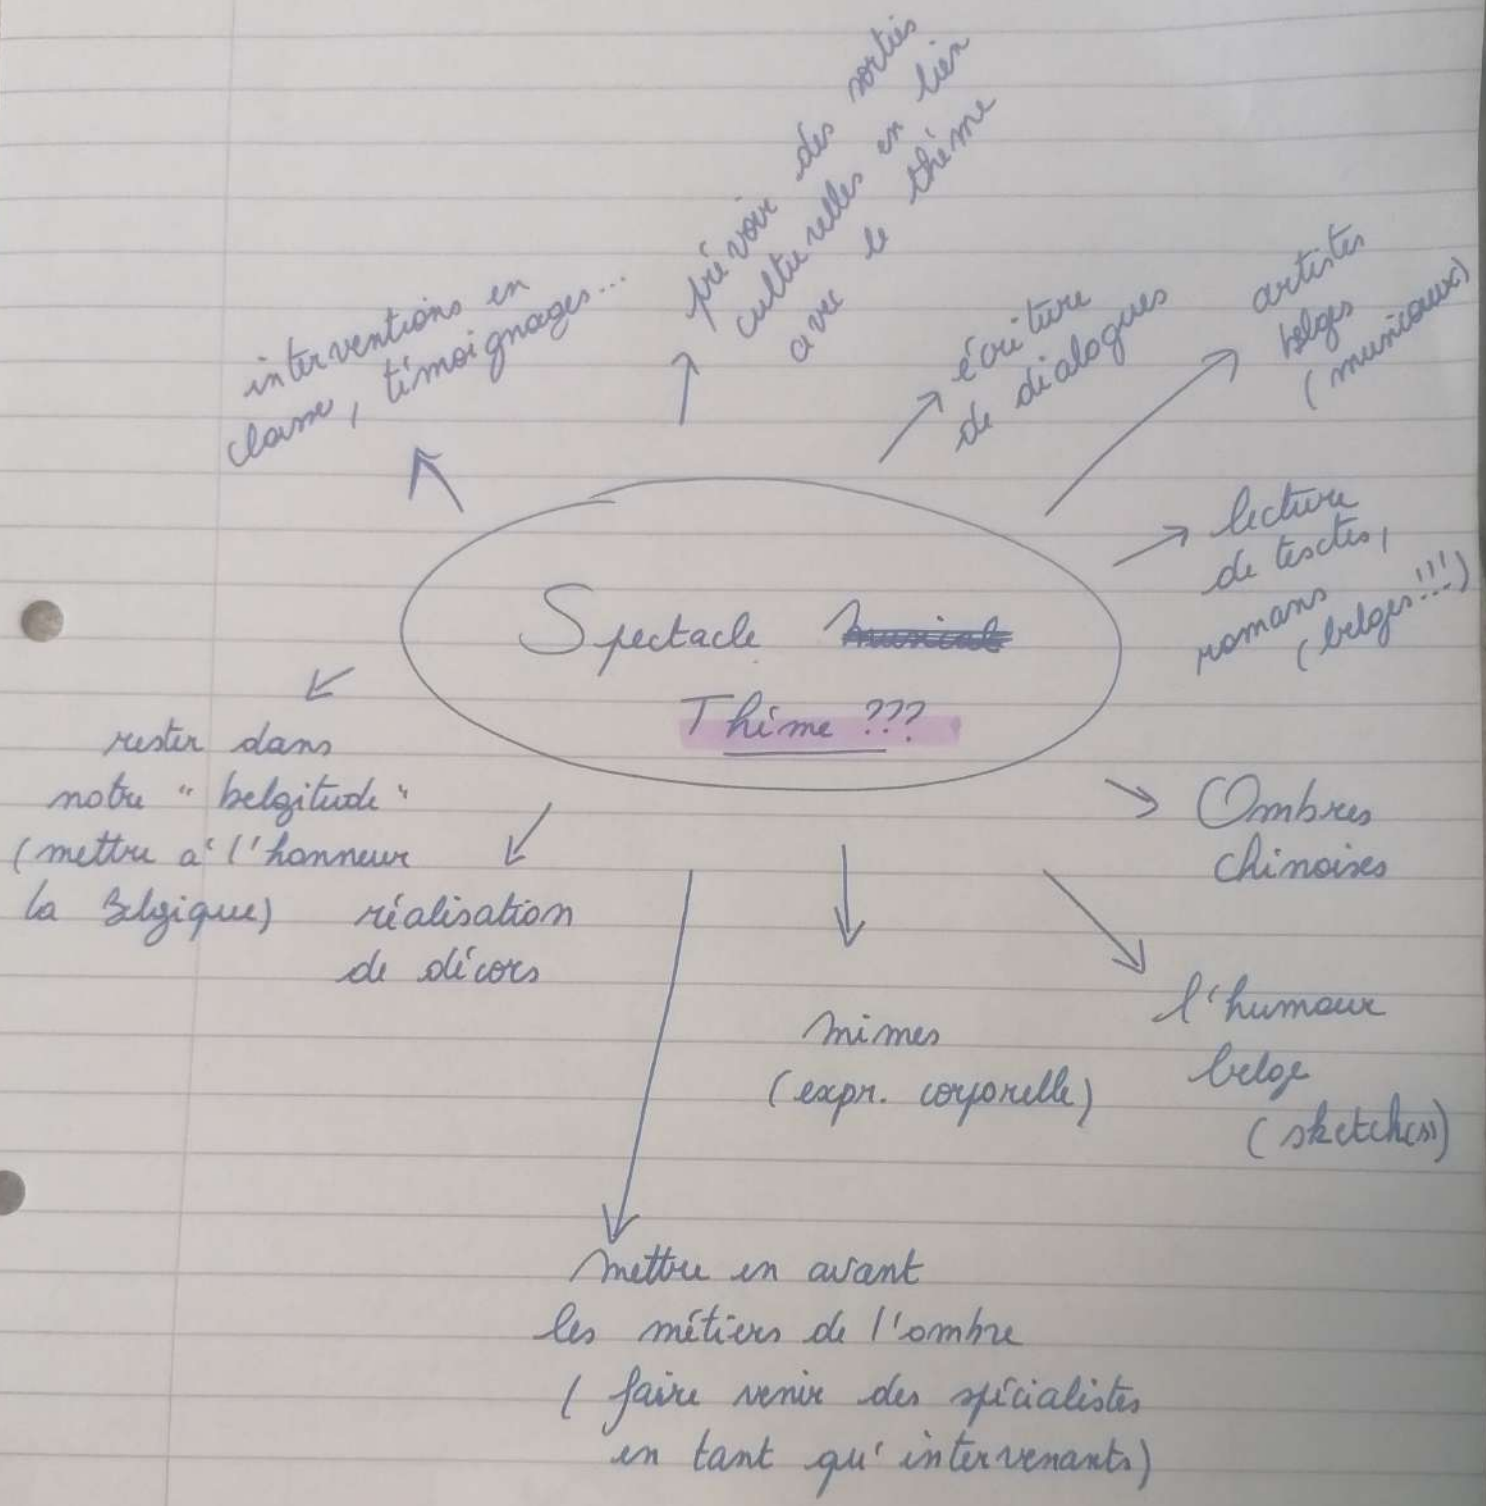 prévoir des sorties
culturelles en lien
avec le thème
interventions en
classe, témoignages...
écriture
de dialogues
artistes
belges
(musicaux)
lecture
de textes,
romans
(belges!!!)
Spectacle musical
Thème ???
rester dans
notre "belgitude"
(mettre à l'honneur
la Belgique)
réalisation
de décors
Ombres
chinoises
mimes
(expr. corporelle)
l'humour
belge
(sketches)
Mettre en avant
les métiers de l'ombre
(faire venir des spécialistes
en tant qu'intervenants)